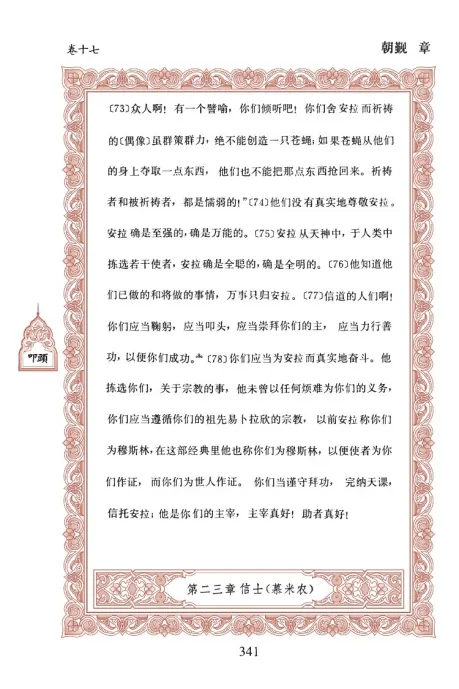 卷十七
朝觐 章
(73)众人啊! 有一个譬喻, 你们倾听吧! 你们舍安拉而祈祷
的(偶像)虽群策群力, 绝不能创造一只苍蝇; 如果苍蝇从他们
的身上夺取一点东西, 他们也不能把那点东西抢回来。祈祷
者和被祈祷者, 都是懦弱的!”(74)他们没有真实地尊敬安拉。
安拉确是至强的, 确是万能的。(75)安拉从天神中, 于人类中
拣选若干使者, 安拉确是全聪的, 确是全明的。(76)他知道他
们已做的和将做的事情, 万事只归安拉。(77)信道的人们啊!
你们应当鞠躬, 应当叩头, 应当崇拜你们的主, 应当力行善
功, 以便你们成功。(78)你们应当为安拉而真实地奋斗。他
拣选你们, 关于宗教的事, 他未曾以任何烦难为你们的义务,
你们应当遵循你们的祖先易卜拉欣的宗教, 以前安拉称你们
为穆斯林, 在这部经典里他也称你们为穆斯林, 以便使者为你
们作证, 而你们为世人作证。 你们当谨守拜功, 完纳天课,
信托安拉; 他是你们的主宰, 主宰真好! 助者真好!
叩頭
第二三章 信士(慕米农)
341